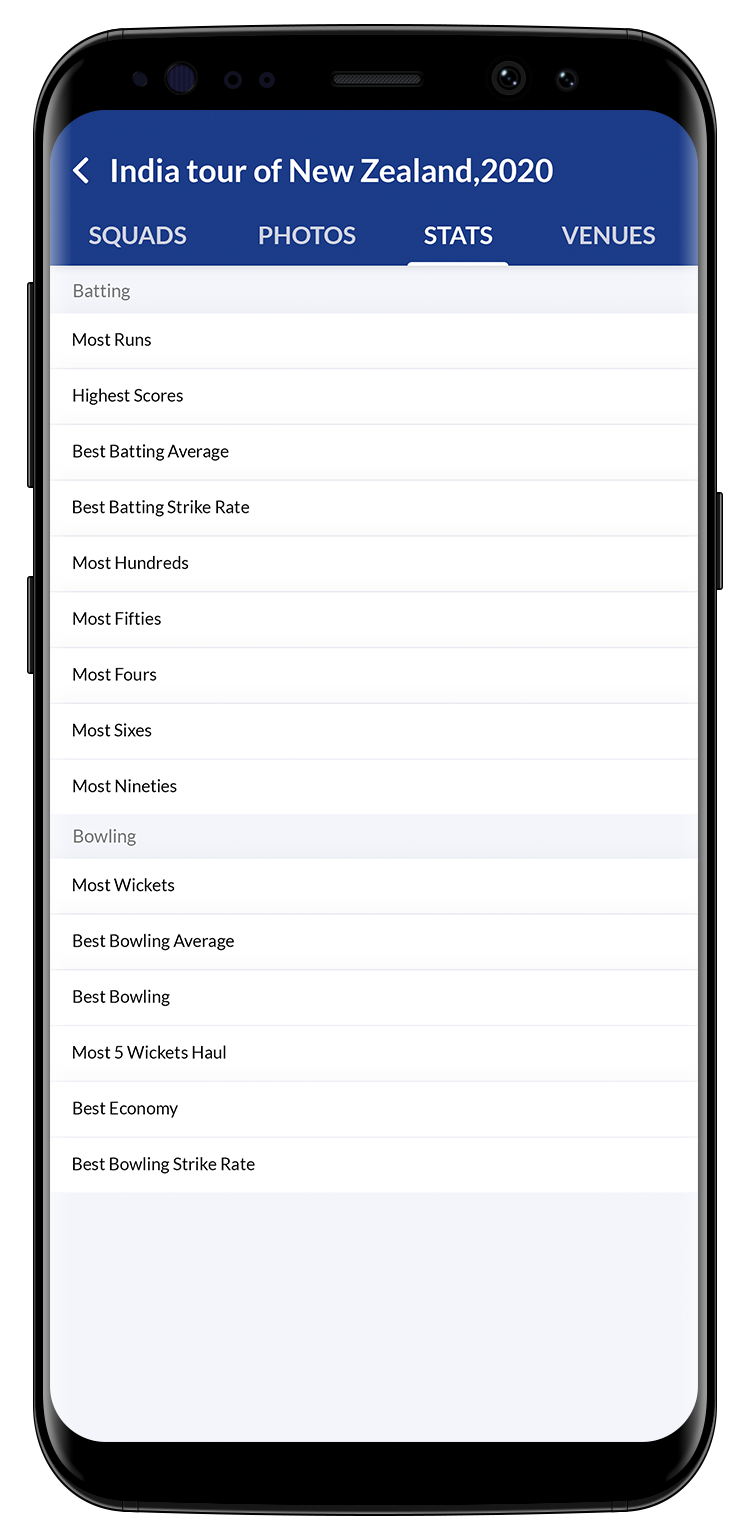 India tour of New Zealand,2020
SQUADS PHOTOS STATS VENUES
Batting
Most Runs
Highest Scores
Best Batting Average
Best Batting Strike Rate
Most Hundreds
Most Fifties
Most Fours
Most Sixes
Most Nineties
Bowling
Most Wickets
Best Bowling Average
Best Bowling
Most 5 Wickets Haul
Best Economy
Best Bowling Strike Rate